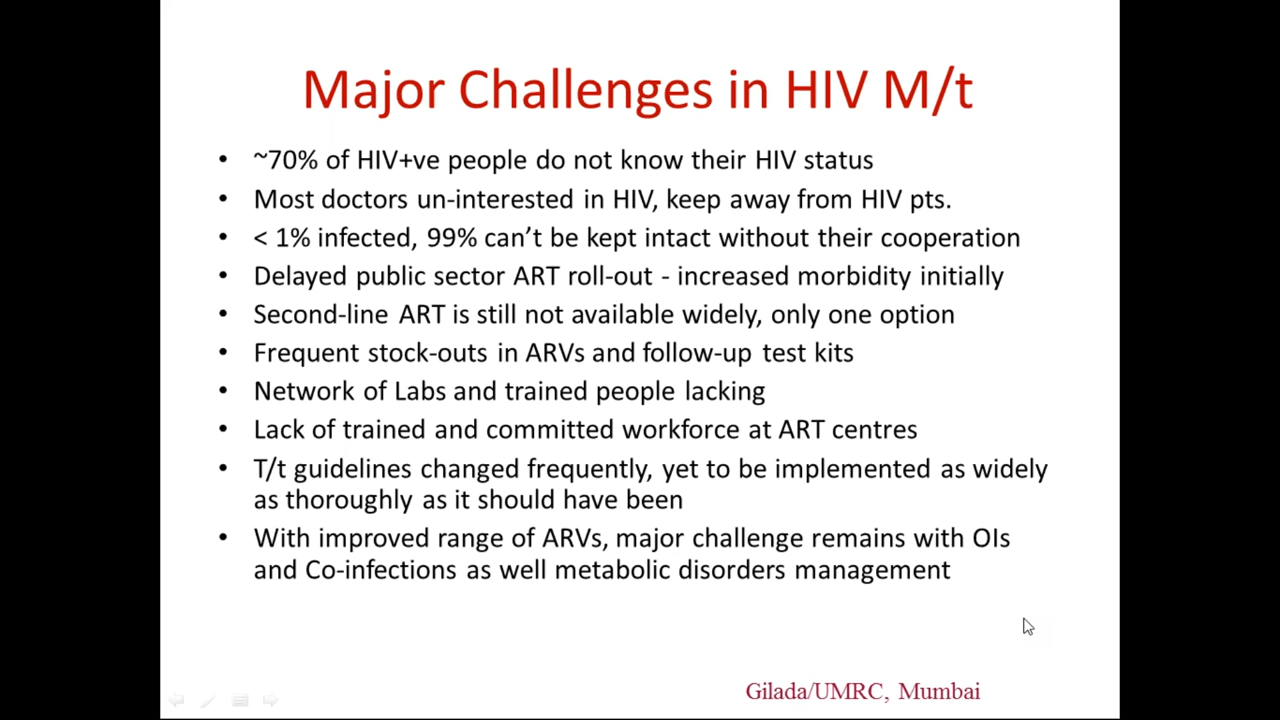 Major Challenges in HIV M/t
• ~70% of HIV+ve people do not know their HIV status
• Most doctors un-interested in HIV, keep away from HIV pts.
• < 1% infected, 99% can’t be kept intact without their cooperation
• Delayed public sector ART roll-out - increased morbidity initially
• Second-line ART is still not available widely, only one option
• Frequent stock-outs in ARVs and follow-up test kits
• Network of Labs and trained people lacking
• Lack of trained and committed workforce at ART centres
• T/t guidelines changed frequently, yet to be implemented as widely
as thoroughly as it should have been
• With improved range of ARVs, major challenge remains with OIs
and Co-infections as well metabolic disorders management
Gilada/UMRC, Mumbai